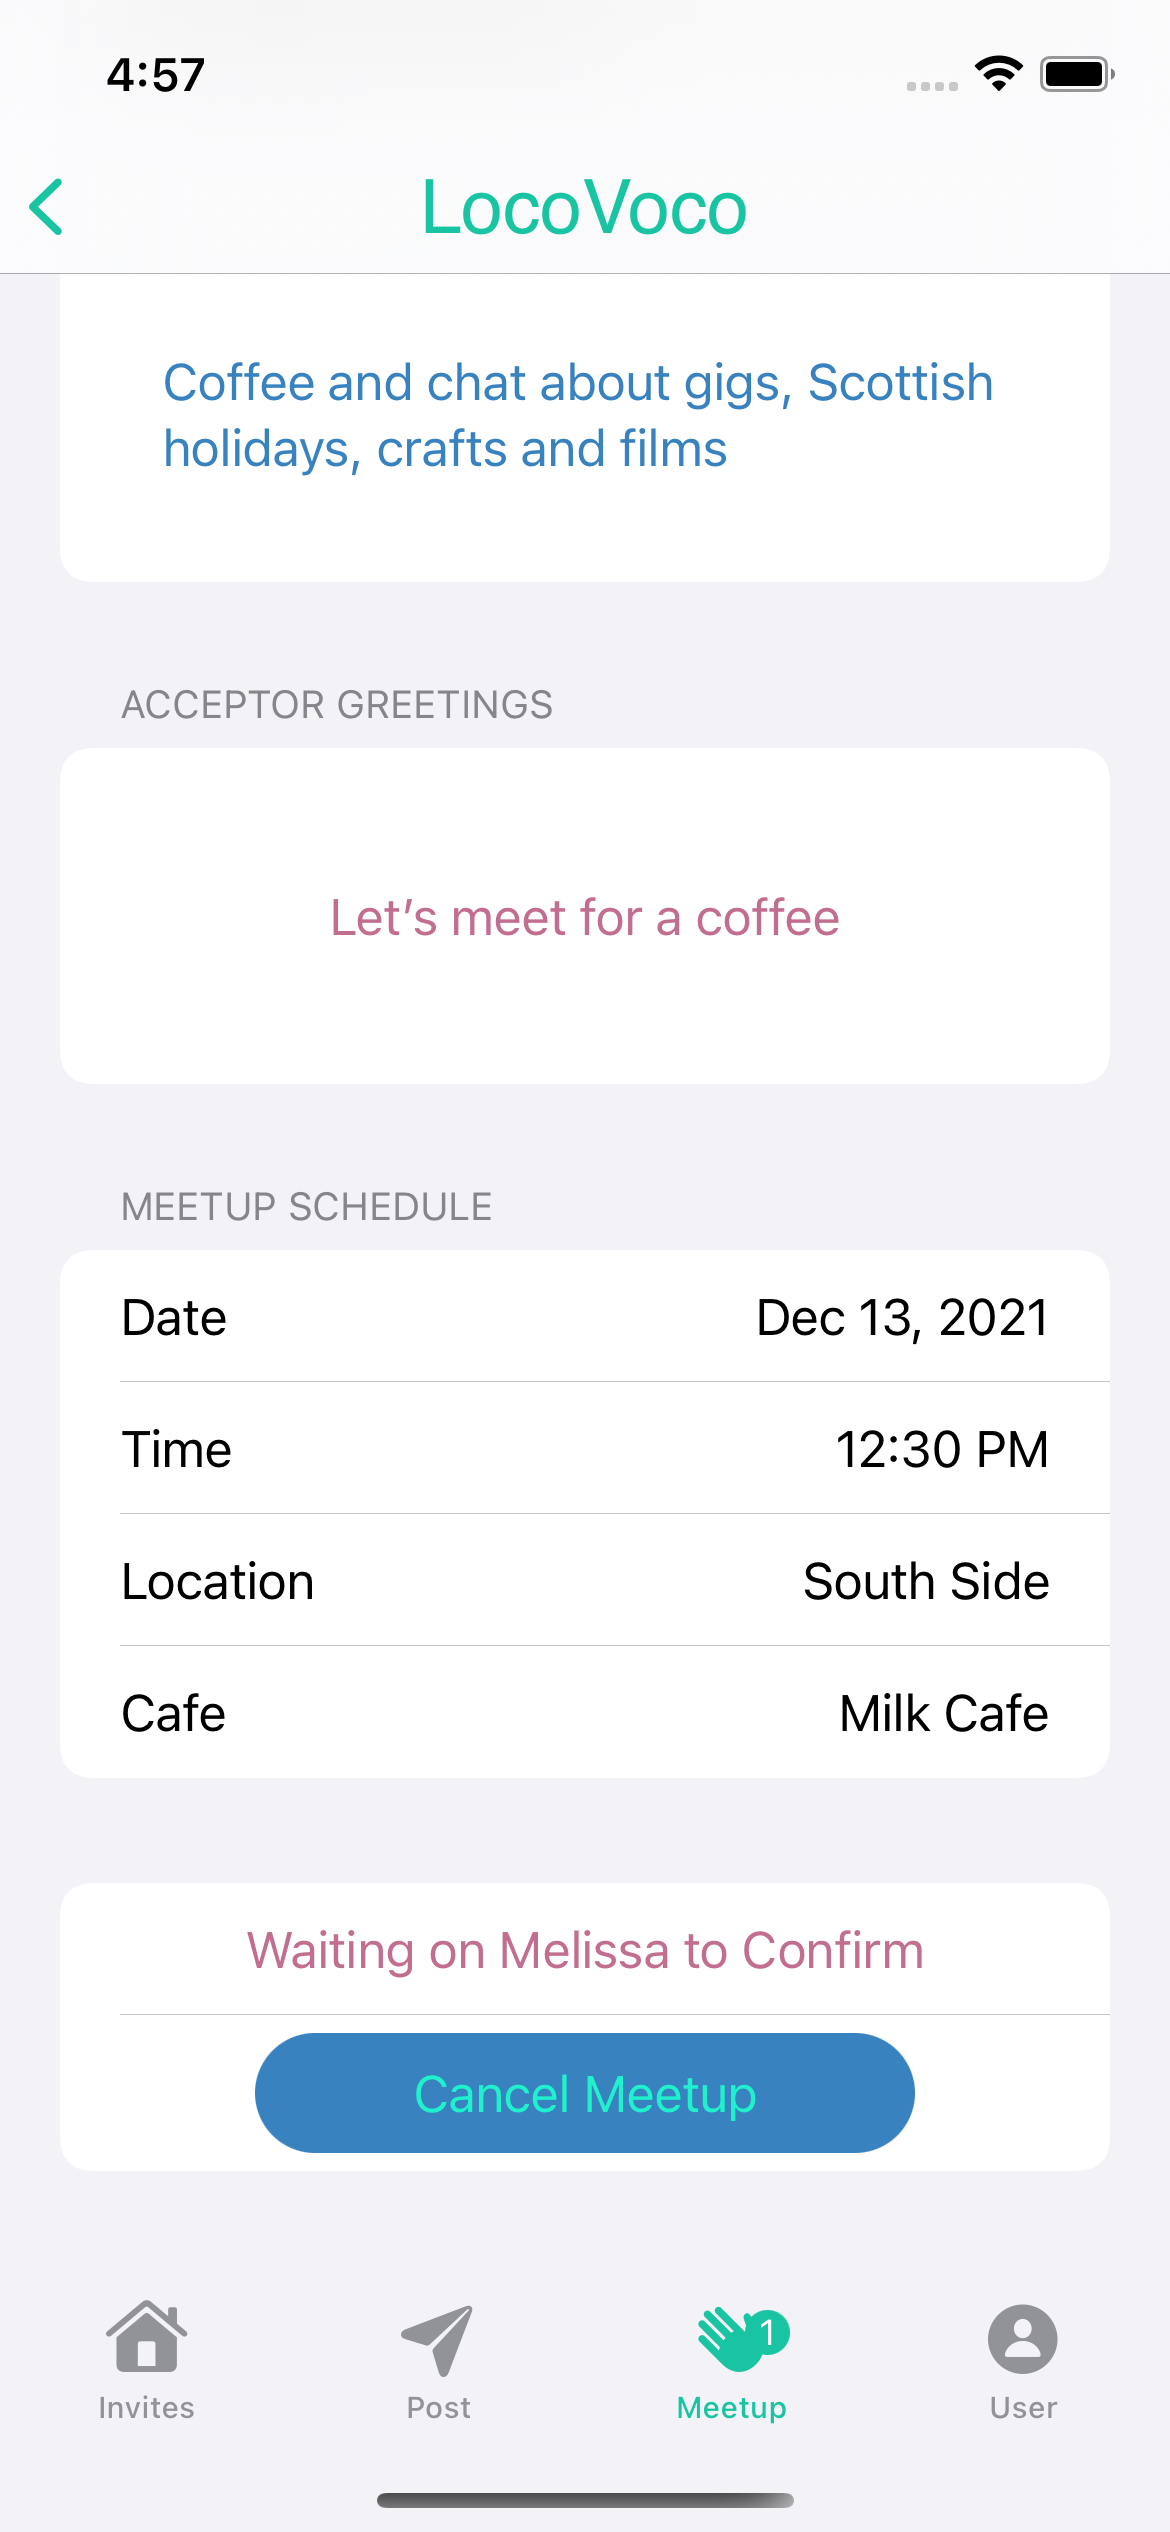 4:57
LocoVoco
Coffee and chat about gigs, Scottish
holidays, crafts and films
ACCEPTOR GREETINGS
Let’s meet for a coffee
MEETUP SCHEDULE
Date Dec 13, 2021
Time 12:30 PM
Location South Side
Cafe Milk Cafe
Waiting on Melissa to Confirm
Cancel Meetup
1
Invites Post Meetup User